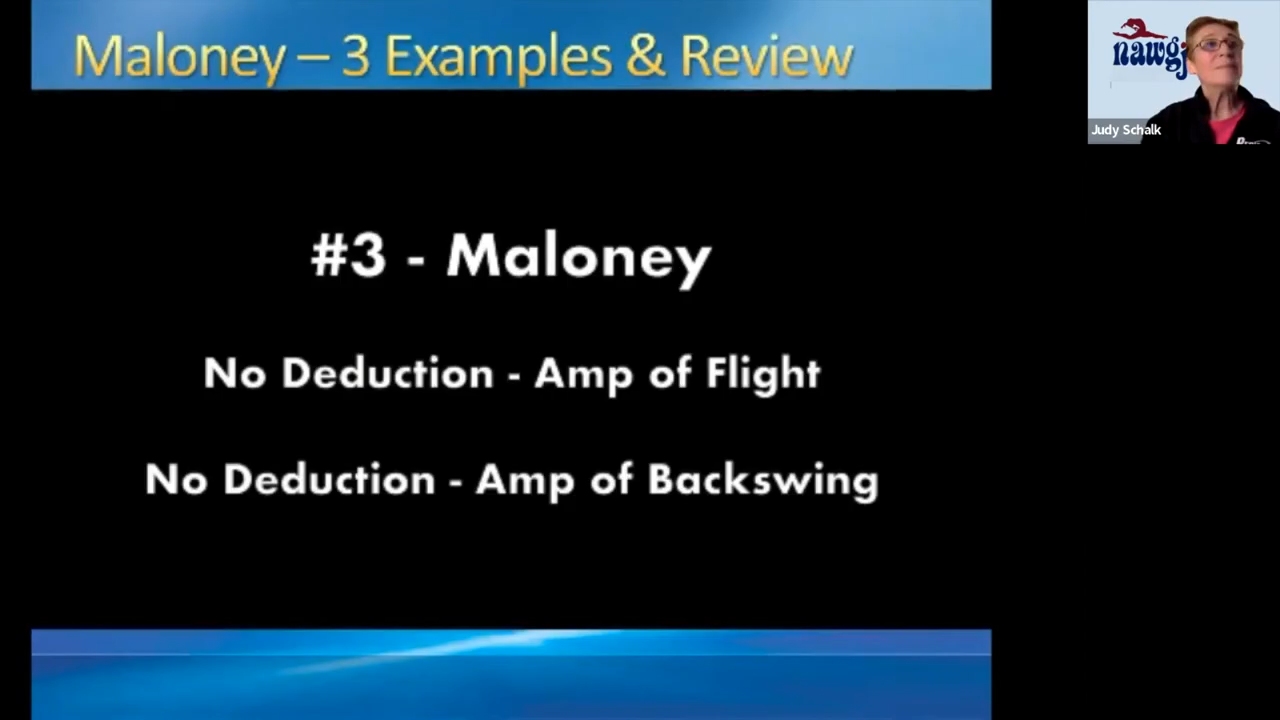 Maloney – 3 Examples & Review
nawgj
Judy Schalk
#3 - Maloney
No Deduction - Amp of Flight
No Deduction - Amp of Backswing